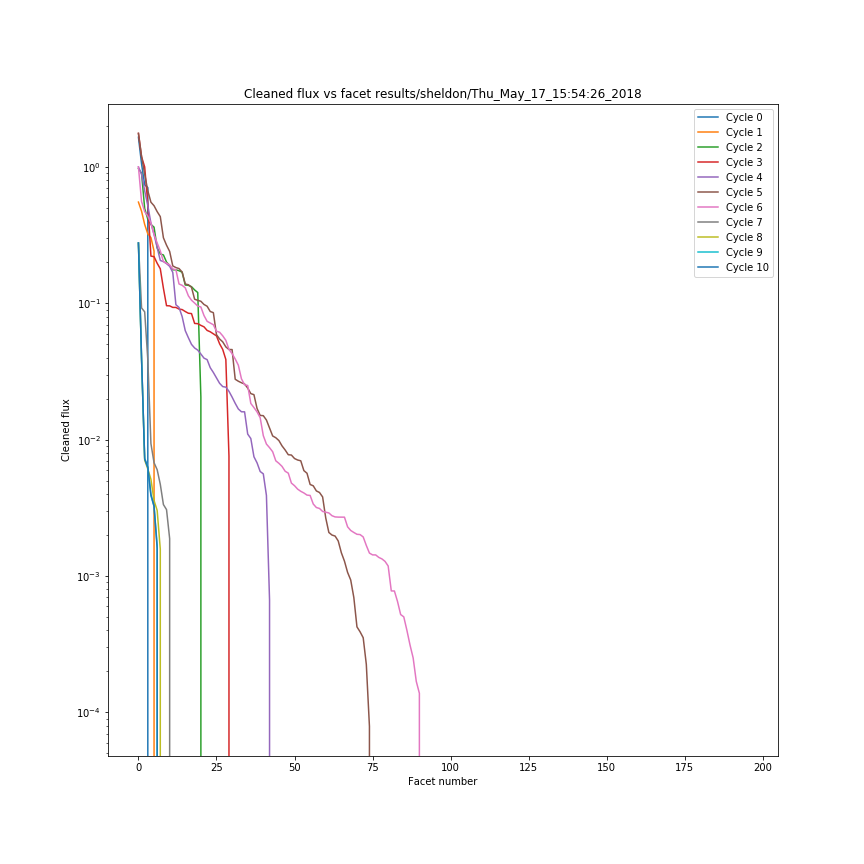 Cleaned flux vs facet results/sheldon/Thu_May_17_15:54:26_2018
Cycle 0
Cycle 1
Cycle 2
Cycle 3
Cycle 4
Cycle 5
Cycle 6
Cycle 7
Cycle 8
Cycle 9
Cycle 10
10⁰
10⁻¹
10⁻²
10⁻³
10⁻⁴
Cleaned flux
0 25 50 75 100 125 150 175 200
Facet number